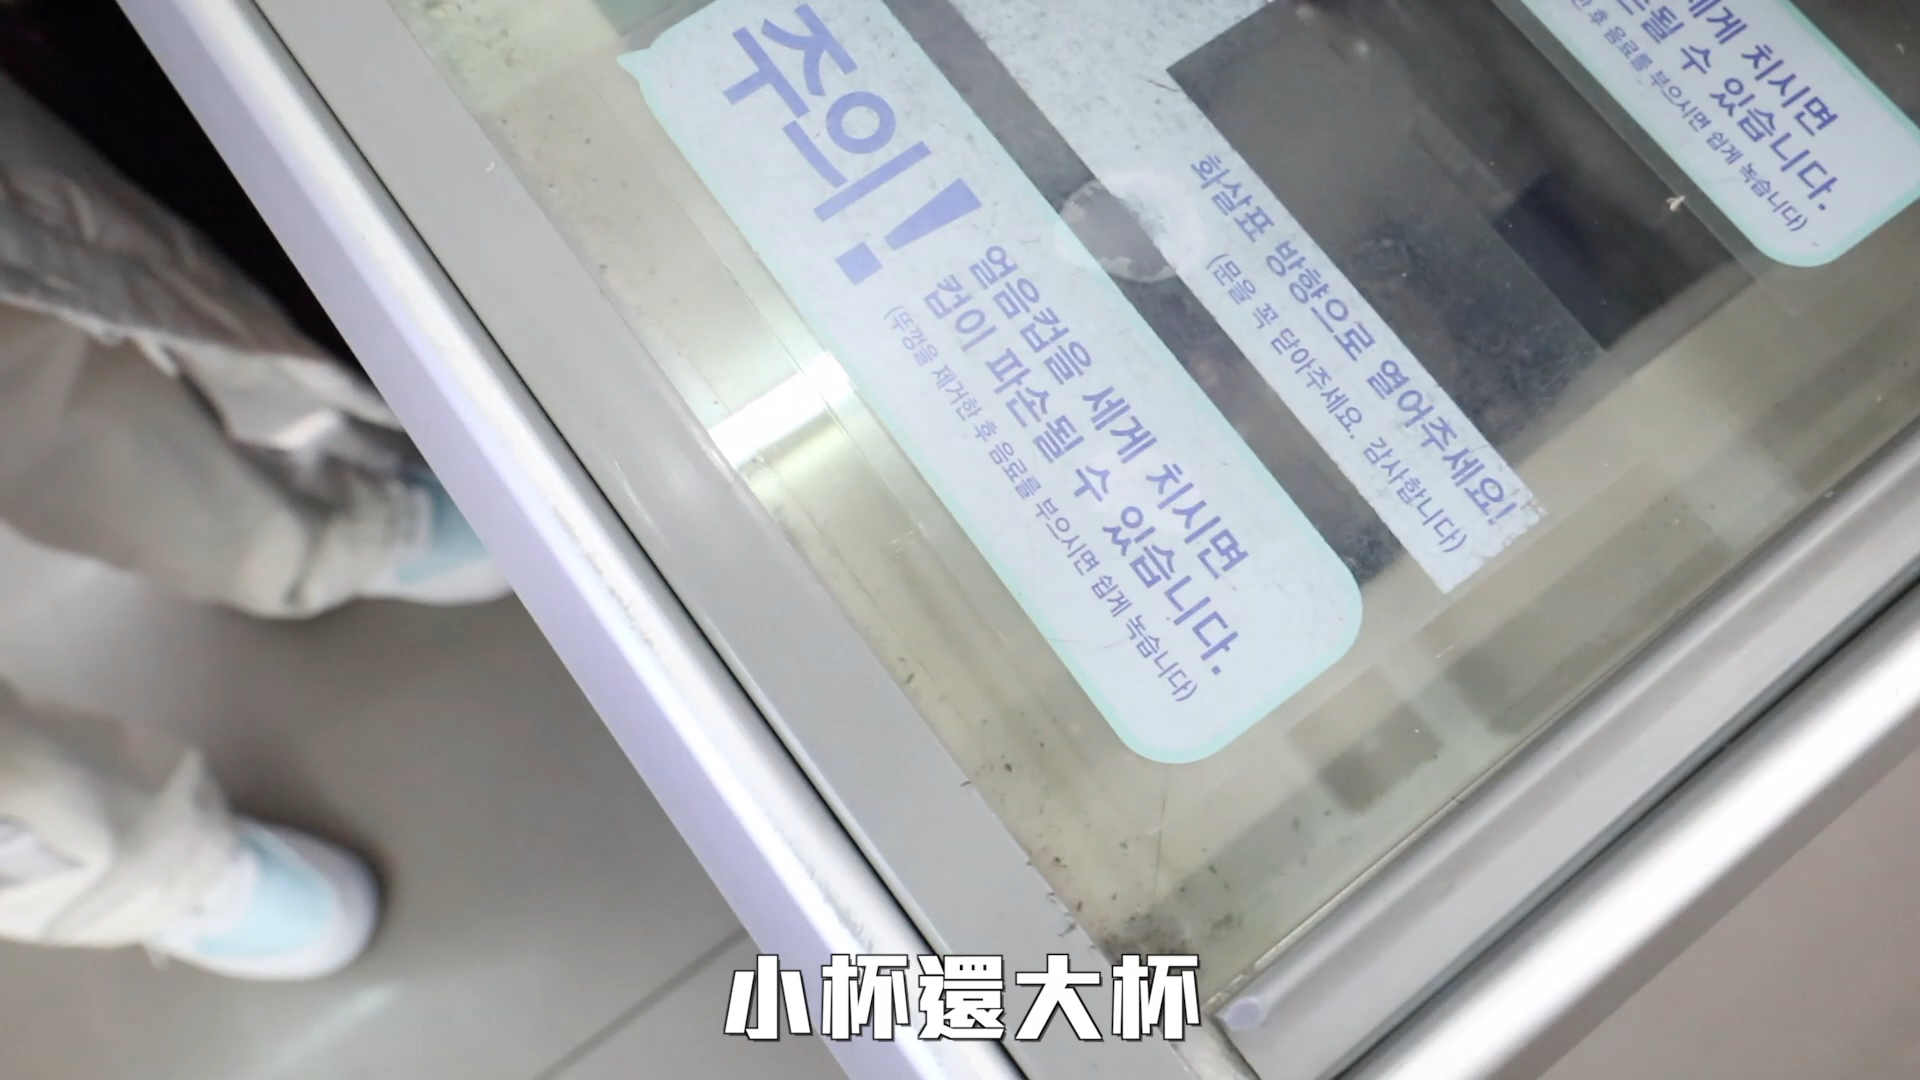 주의!
얼음컵을 세게 치시면
컵이 파손될 수 있습니다.
(뚜껑을 제거한 후 음료를 부으시면 쉽게 녹습니다)
화살표 방향으로 열어주세요!
(문을 꼭 닫아주세요. 감사합니다)
세게 치시면
손될 수 있습니다.
한 후 음료를 부으시면 쉽게 녹습니다)
小杯還大杯